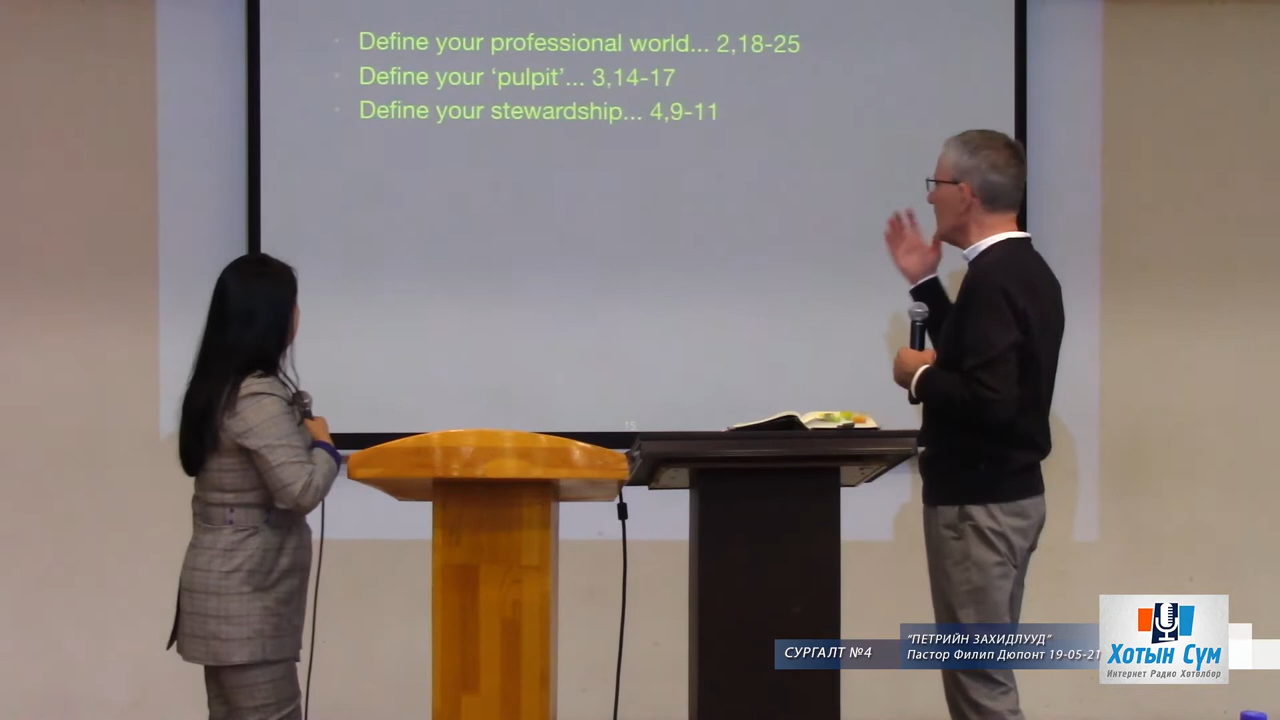 Define your professional world... 2,18-25
Define your ‘pulpit’... 3,14-17
Define your stewardship... 4,9-11
15
СУРГАЛТ №4
“ПЕТРИЙН ЗАХИДЛУУД”
Пастор Филип Дюпонт 19-05-21
Хотын Сүм
Интернет Радио Хөтөлбөр